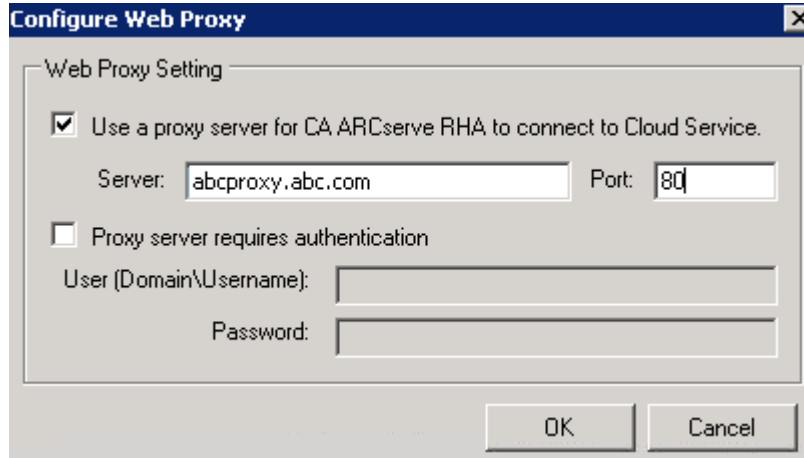 Configure Web Proxy
Web Proxy Setting
Use a proxy server for CA ARCserve RHA to connect to Cloud Service.
Server: abcproxy.abc.com Port: 80
Proxy server requires authentication
User (Domain\Username):
Password:
OK Cancel